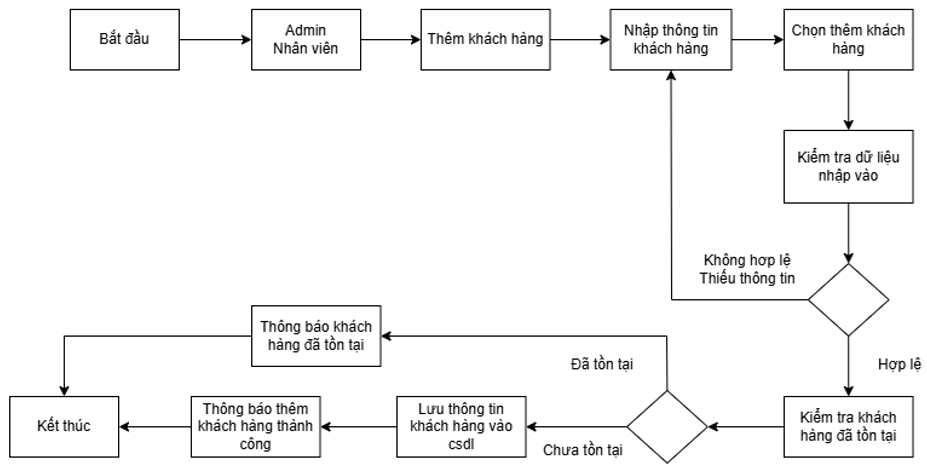 Bắt đầu
Admin
Nhân viên
Thêm khách hàng
Nhập thông tin
khách hàng
Chọn thêm khách
hàng
Kiểm tra dữ liệu
nhập vào
Không hơp lệ
Thiếu thông tin
Hợp lệ
Kiểm tra khách
hàng đã tồn tại
Đã tồn tại
Chưa tồn tại
Thông báo khách
hàng đã tồn tại
Lưu thông tin
khách hàng vào
csdl
Thông báo thêm
khách hàng thành
công
Kết thúc